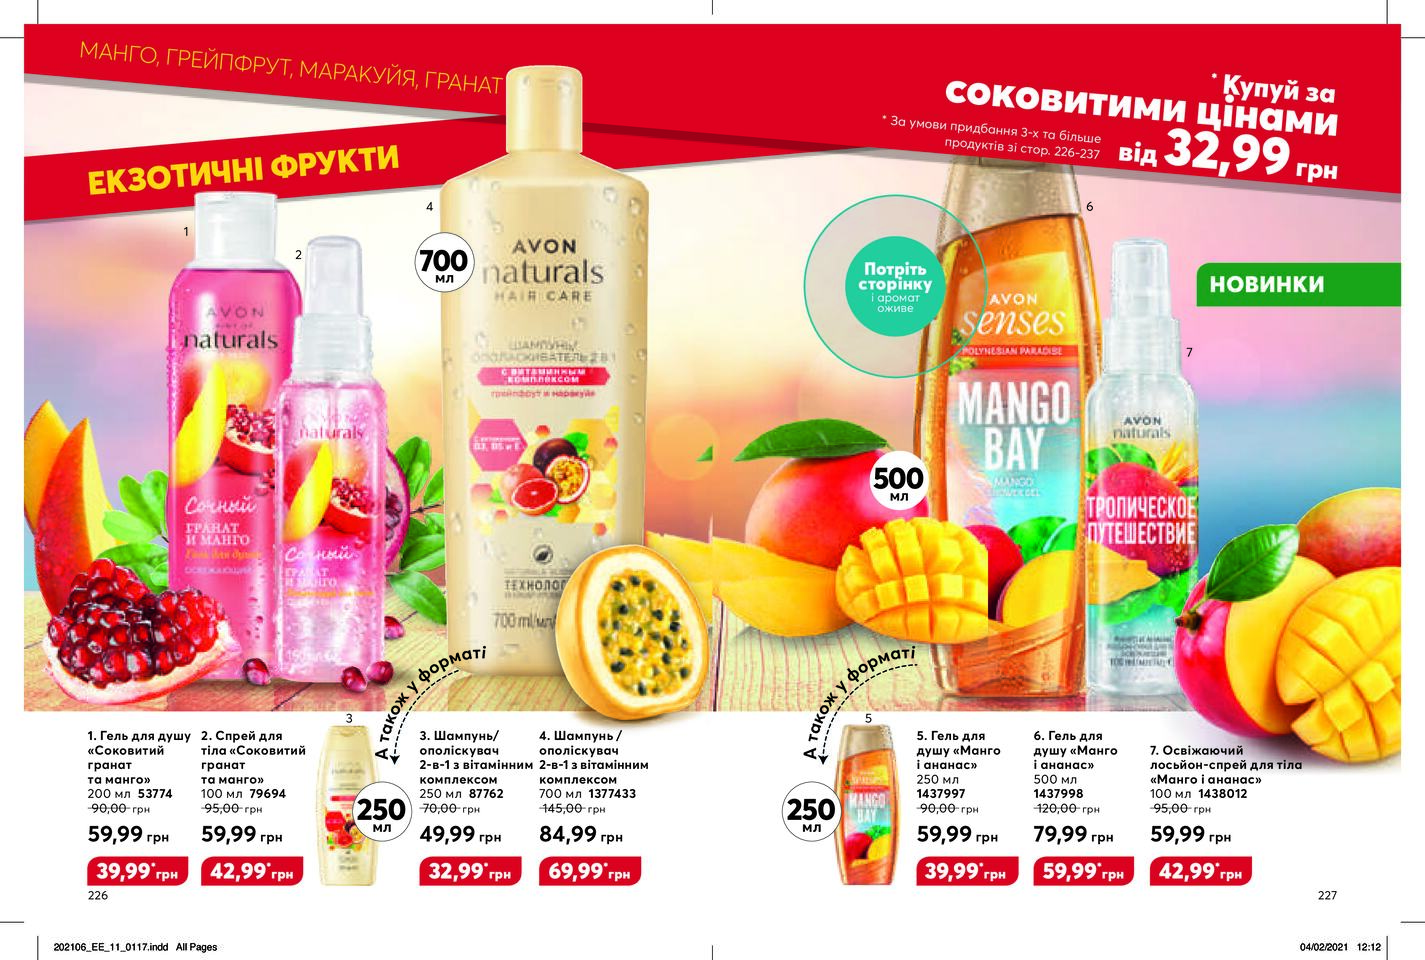 МАНГО, ГРЕЙПФРУТ, МАРАКУЙЯ, ГРАНАТ
ЕКЗОТИЧНІ ФРУКТИ
* Купуй за
соковитими цінами
* За умови придбання 3-х та більше
продуктів зі стор. 226-237
від 32,99 грн
1
AVON
naturals
Сочный
ГРАНАТ
И МАНГО
Гель для душа
ОСВЕЖАЮЩИЙ
2
AVON
naturals
Сочный
ГРАНАТ
И МАНГО
4
700
МЛ
AVON
naturals
HAIR CARE
ШАМПУНЬ/
ОПОЛАСКИВАТЕЛЬ 2 В 1
С ВИТАМИННЫМ
КОМПЛЕКСОМ
грейпфрут и маракуйя
С витаминами
B3, B5 и E
700 ml/мл
Потріть
сторінку
і аромат
оживе
6
AVON
senses
POLYNESIAN PARADISE
MANGO
BAY
MANGO
SHOWER GEL
500
МЛ
НОВИНКИ
7
AVON
naturals
ТРОПИЧЕСКОЕ
ПУТЕШЕСТВИЕ
А також у форматі
А також у форматі
1. Гель для душу
«Соковитий
гранат
та манго»
200 мл 53774
90,00 грн
59,99 грн
39,99*грн
2. Спрей для
тіла «Соковитий
гранат
та манго»
100 мл 79694
95,00 грн
59,99 грн
42,99*грн
3
naturals
250
МЛ
3. Шампунь/
ополіскувач
2-в-1 з вітамінним
комплексом
250 мл 87762
70,00 грн
49,99 грн
32,99*грн
4. Шампунь /
ополіскувач
2-в-1 з вітамінним
комплексом
700 мл 1377433
145,00 грн
84,99 грн
69,99*грн
5
250
МЛ
MANGO
BAY
5. Гель для
душу «Манго
і ананас»
250 мл
1437997
90,00 грн
59,99 грн
39,99*грн
6. Гель для
душу «Манго
і ананас»
500 мл
1437998
120,00 грн
79,99 грн
59,99*грн
7. Освіжаючий
лосьйон-спрей для тіла
«Манго і ананас»
100 мл 1438012
95,00 грн
59,99 грн
42,99*грн
226
227
202106_EE_11_0117.indd All Pages
04/02/2021 12:12